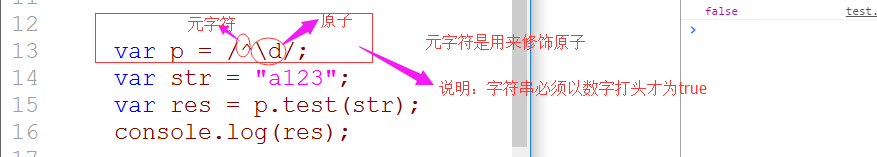 元字符
原子
12
13 var p = /^\d/;
14 var str = "a123";
15 var res = p.test(str);
16 console.log(res);
17
元字符是用来修饰原子
说明：字符串必须以数字打头才为true
false test.
>